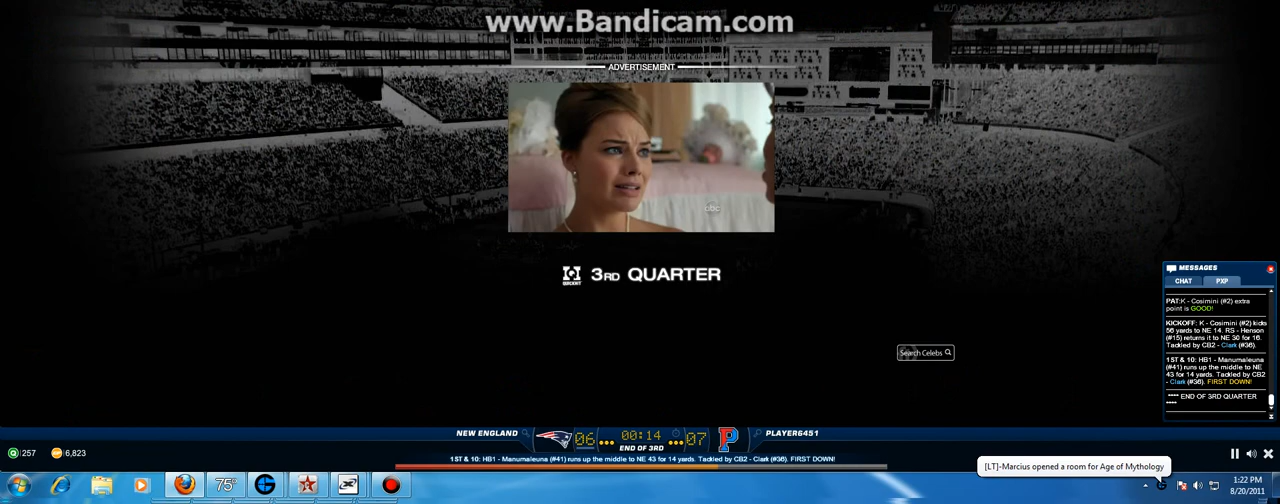 www.Bandicam.com
ADVERTISEMENT
abc
3RD QUARTER
MESSAGES
CHAT PXP
PAT:K - Cosimini (#2) extra
point is GOOD!
KICKOFF: K - Cosimini (#2) kicks
56 yards to NE 14. RS - Henson
(#15) returns it to NE 30 for 16.
Tackled by CB2 - Clark (#36).
1ST & 10: HB1 - Manumaleuna
(#41) runs up the middle to NE
43 for 14 yards. Tackled by CB2
- Clark (#36). FIRST DOWN!
**** END OF 3RD QUARTER
****
Search Celebs
NEW ENGLAND 06 00:14 07 PLAYER6451
END OF 3RD
257 6,823
1ST & 10: HB1 - Manumaleuna (#41) runs up the middle to NE 43 for 14 yards. Tackled by CB2 - Clark (#36). FIRST DOWN!
[LT]-Marcius opened a room for Age of Mythology
75°
1:22 PM
8/20/2011